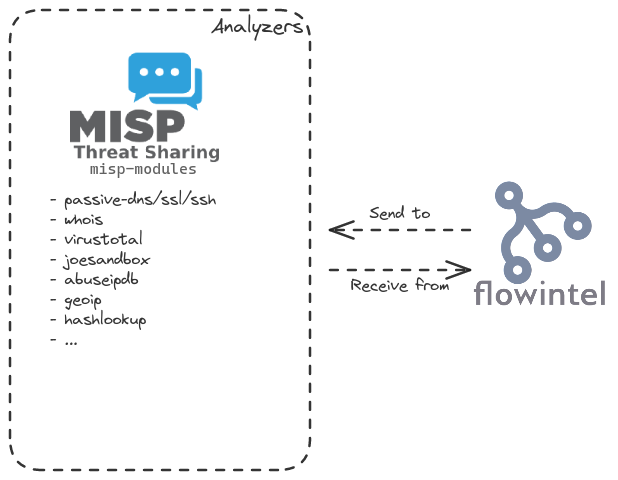 Analyzers
MISP
Threat Sharing
misp-modules
- passive-dns/ssl/ssh
- whois
- virustotal
- joesandbox
- abuseipdb
- geoip
- hashlookup
- ...
Send to
Receive from
flowintel